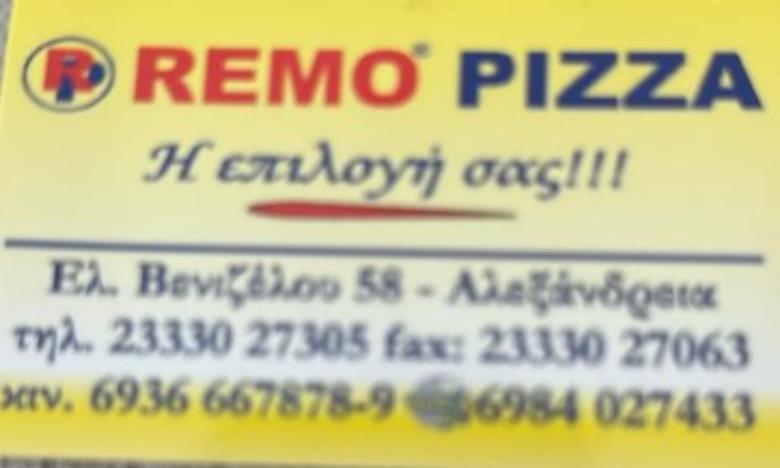 RP REMO® PIZZA
Η επιλογή σας!!!
Ελ. Βενιζέλου 58 - Αλεξάνδρεια
τηλ. 23330 27305 fax: 23330 27063
κιν. 6936 667878-9 6984 027433